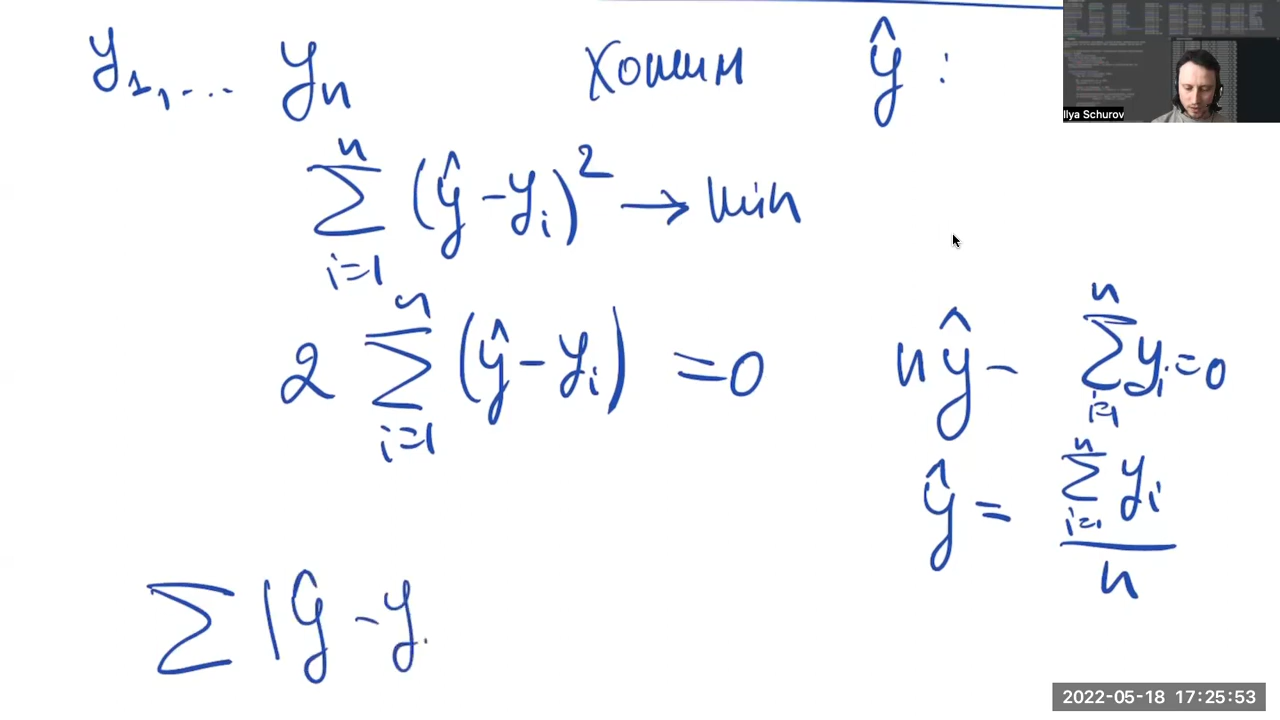 y₁, ... yₙ хотим ŷ :
∑ᵢ₌₁ⁿ (ŷ - yᵢ)² → min
2 ∑ᵢ₌₁ⁿ (ŷ - yᵢ) = 0
nŷ - ∑ᵢ₌₁ⁿ yᵢ = 0
ŷ = ∑ᵢ₌₁ⁿ yᵢ / n
∑ |ŷ - y.
Ilya Schurov
2022-05-18 17:25:53